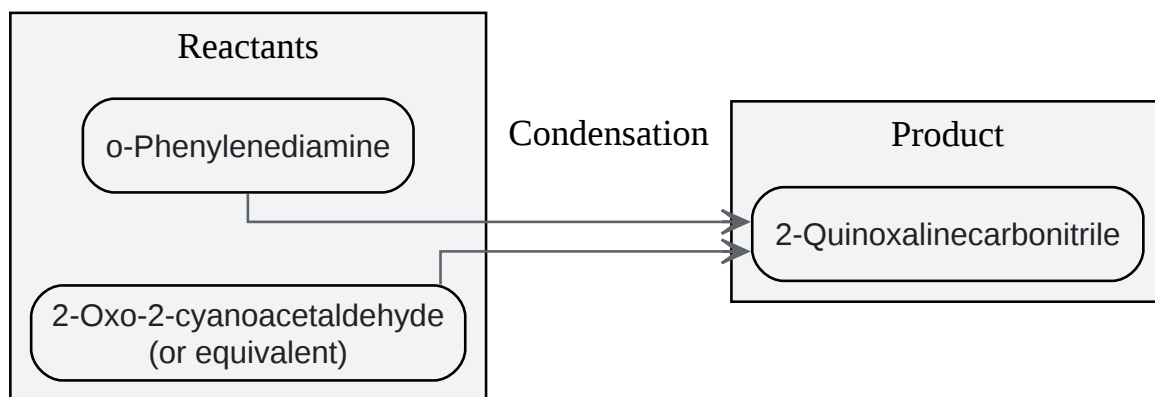 Reactants
o-Phenylenediamine
2-Oxo-2-cyanoacetaldehyde
(or equivalent)
Condensation
Product
2-Quinoxalinecarbonitrile